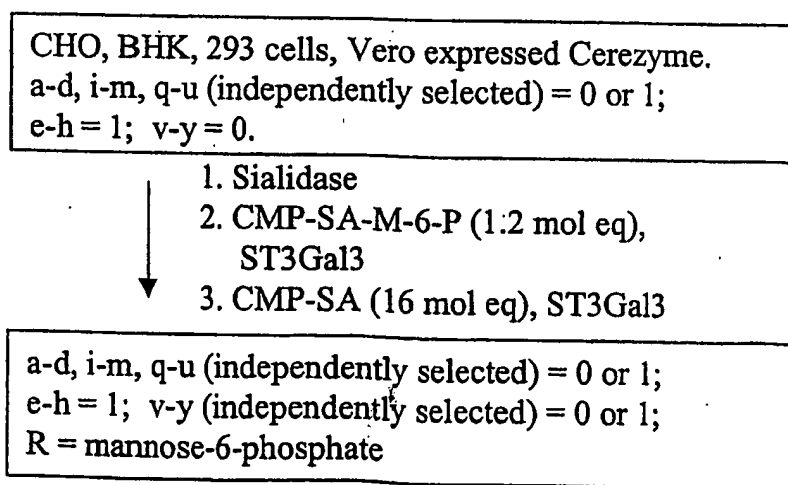 CHO, BHK, 293 cells, Vero expressed Cerezyme.
a-d, i-m, q-u (independently selected) = 0 or 1;
e-h = 1; v-y = 0.
1. Sialidase
2. CMP-SA-M-6-P (1:2 mol eq),
ST3Gal3
3. CMP-SA (16 mol eq), ST3Gal3
a-d, i-m, q-u (independently selected) = 0 or 1;
e-h = 1; v-y (independently selected) = 0 or 1;
R = mannose-6-phosphate